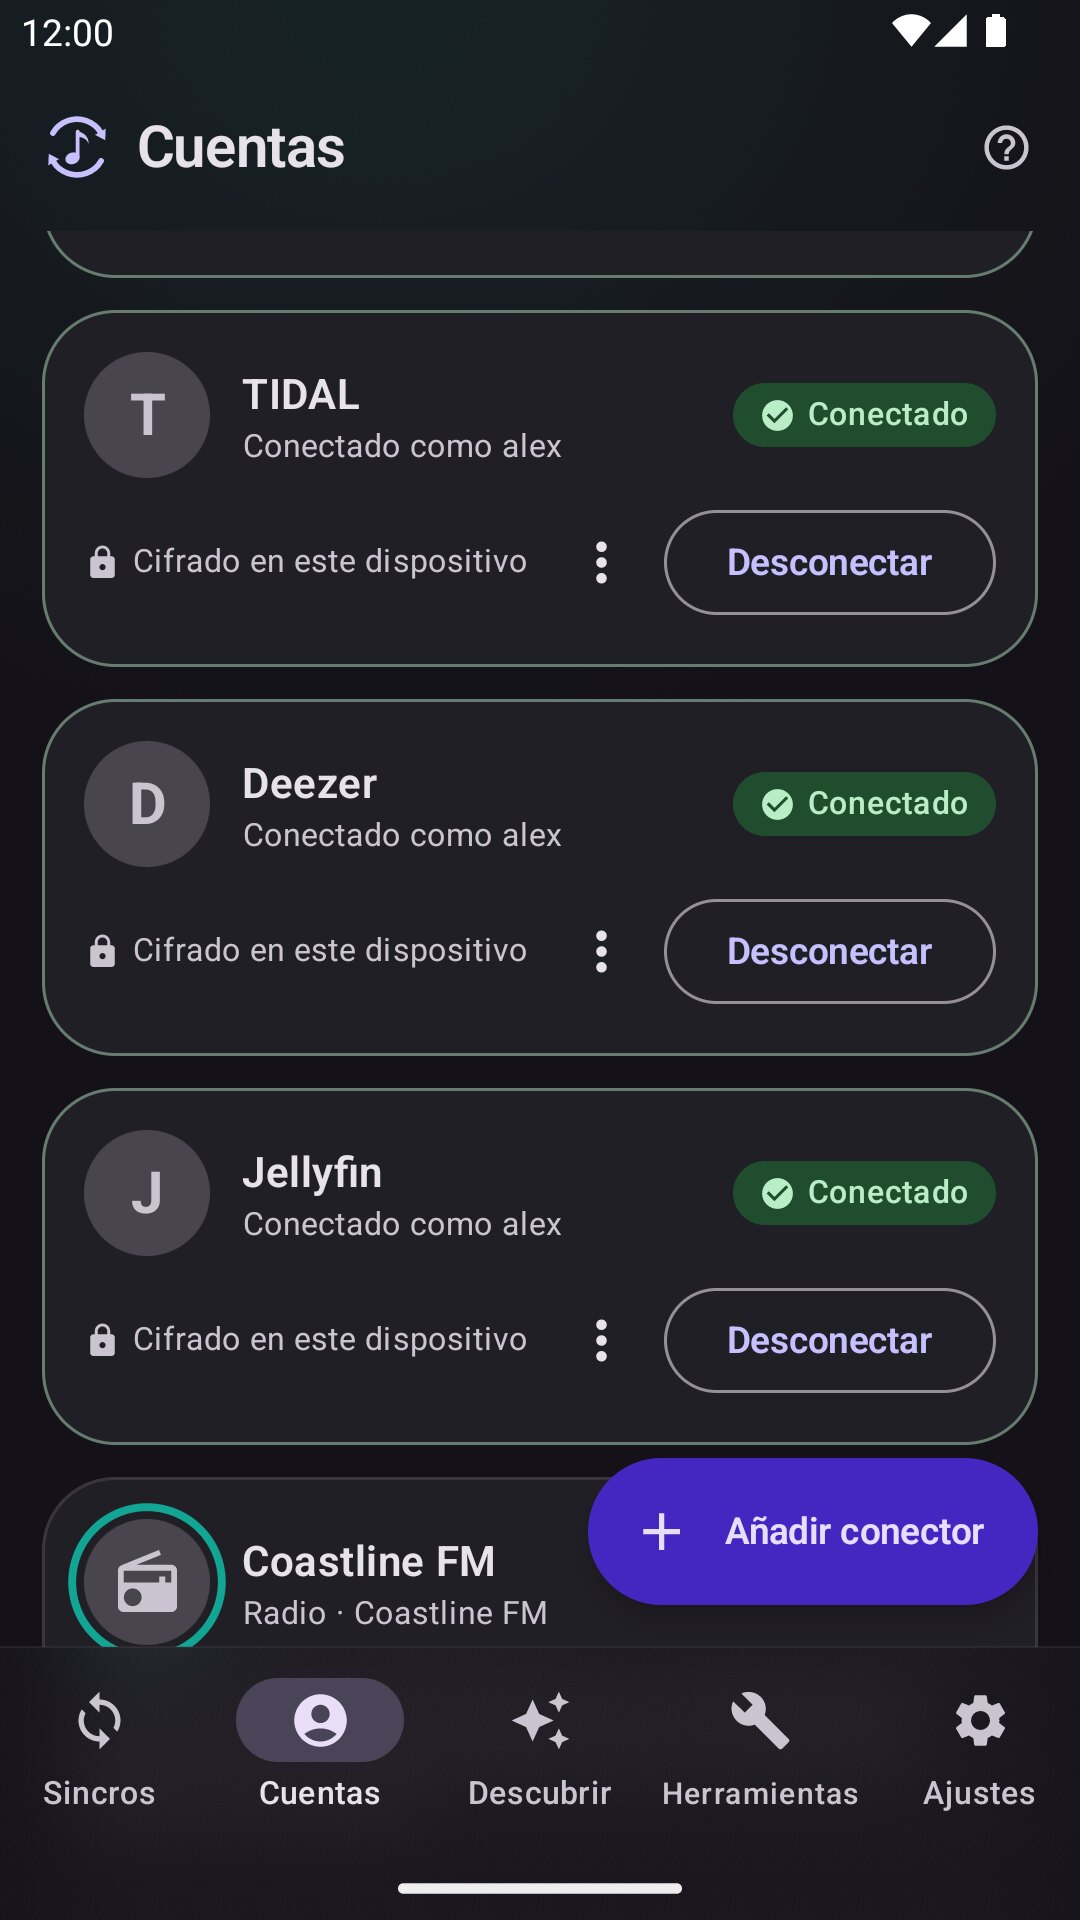 12:00
Cuentas
T
TIDAL
Conectado como alex
Conectado
Cifrado en este dispositivo
Desconectar
D
Deezer
Conectado como alex
Conectado
Cifrado en este dispositivo
Desconectar
J
Jellyfin
Conectado como alex
Conectado
Cifrado en este dispositivo
Desconectar
Coastline FM
Radio · Coastline FM
Añadir conector
Sincros
Cuentas
Descubrir
Herramientas
Ajustes